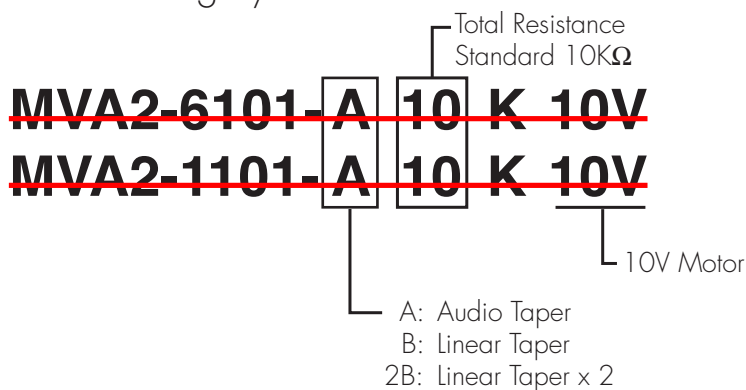 Total Resistance
Standard 10KΩ
MVA2-6101-A 10 K 10V
MVA2-1101-A 10 K 10V
10V Motor
A: Audio Taper
B: Linear Taper
2B: Linear Taper x 2